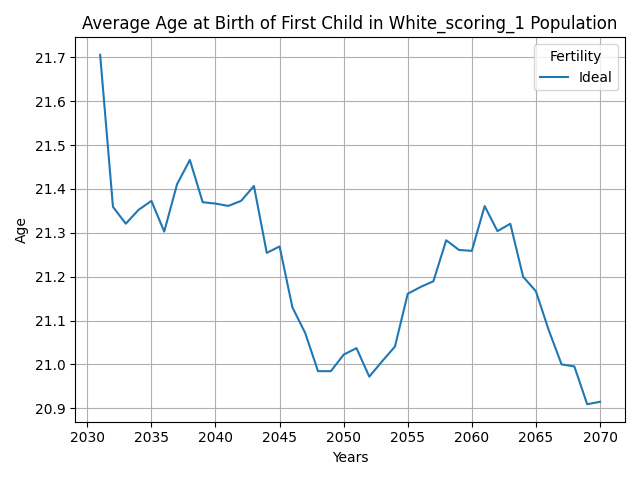 Average Age at Birth of First Child in White_scoring_1 Population
Fertility
Ideal
21.7
21.6
21.5
21.4
21.3
21.2
21.1
21.0
20.9
Age
2030 2035 2040 2045 2050 2055 2060 2065 2070
Years